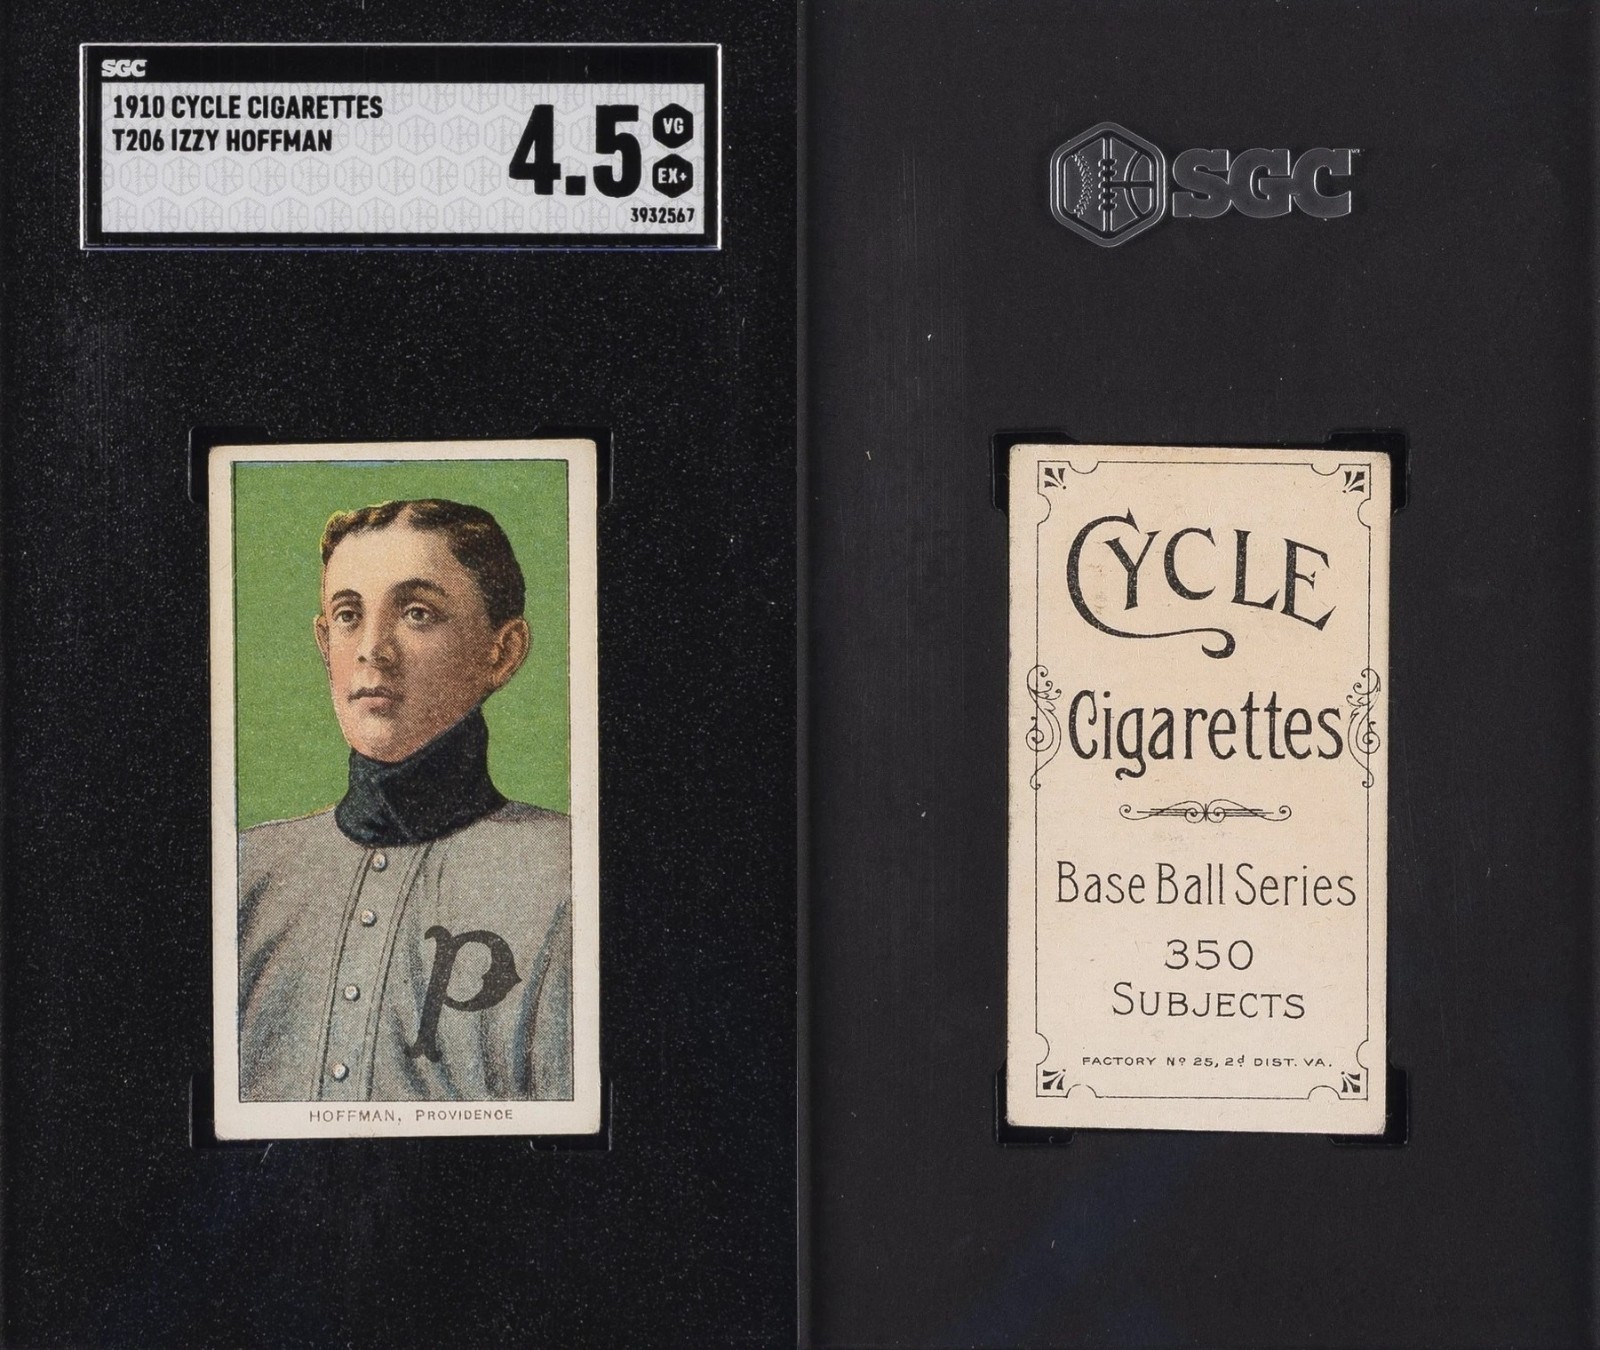 SGC
1910 CYCLE CIGARETTES
T206 IZZY HOFFMAN
4.5
VG
EX+
3932567
P
HOFFMAN, PROVIDENCE
SGC
CYCLE
Cigarettes
Base Ball Series
350
SUBJECTS
FACTORY Nº 25, 2d DIST. VA.